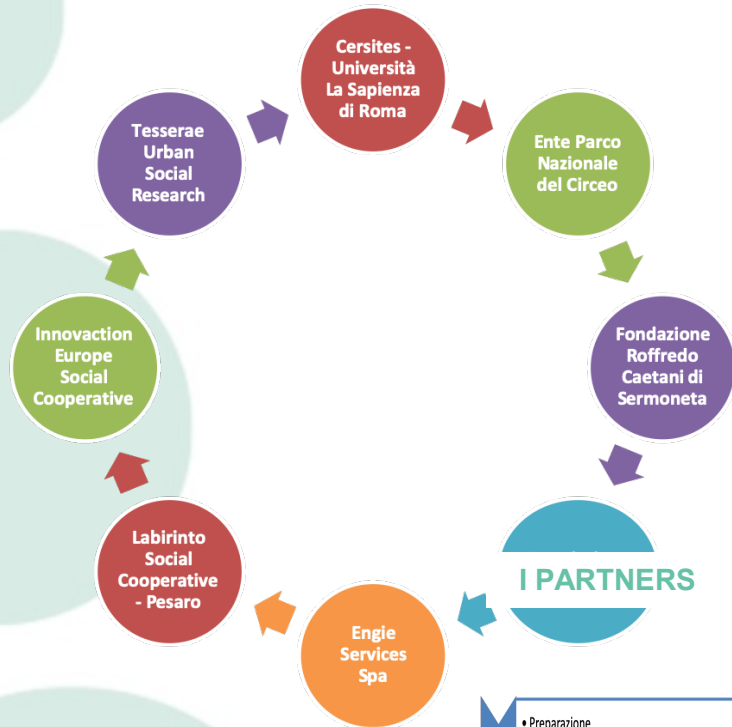 Cersites -
Università
La Sapienza
di Roma
Ente Parco
Nazionale
del Circeo
Fondazione
Roffredo
Caetani di
Sermoneta
I PARTNERS
Engie
Services
Spa
Labirinto
Social
Cooperative
- Pesaro
Innovaction
Europe
Social
Cooperative
Tesserae
Urban
Social
Research
• Preparazione